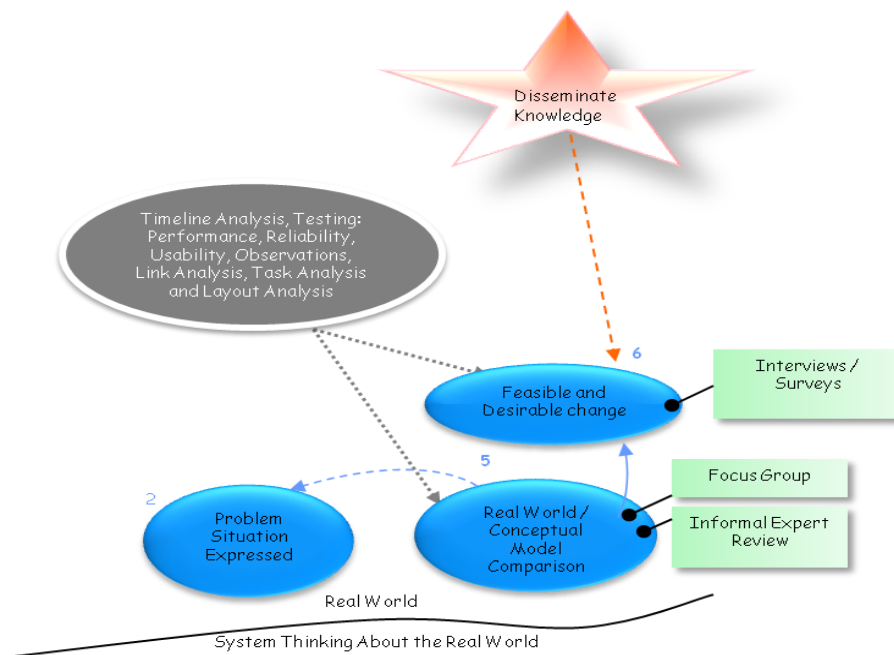 Disseminate
Knowledge
Timeline Analysis, Testing:
Performance, Reliability,
Usability, Observations,
Link Analysis, Task Analysis
and Layout Analysis
6
Interviews /
Surveys
Feasible and
Desirable change
5
Focus Group
2
Problem
Situation
Expressed
Real World /
Conceptual
Model
Comparison
Informal Expert
Review
Real World
System Thinking About the Real World